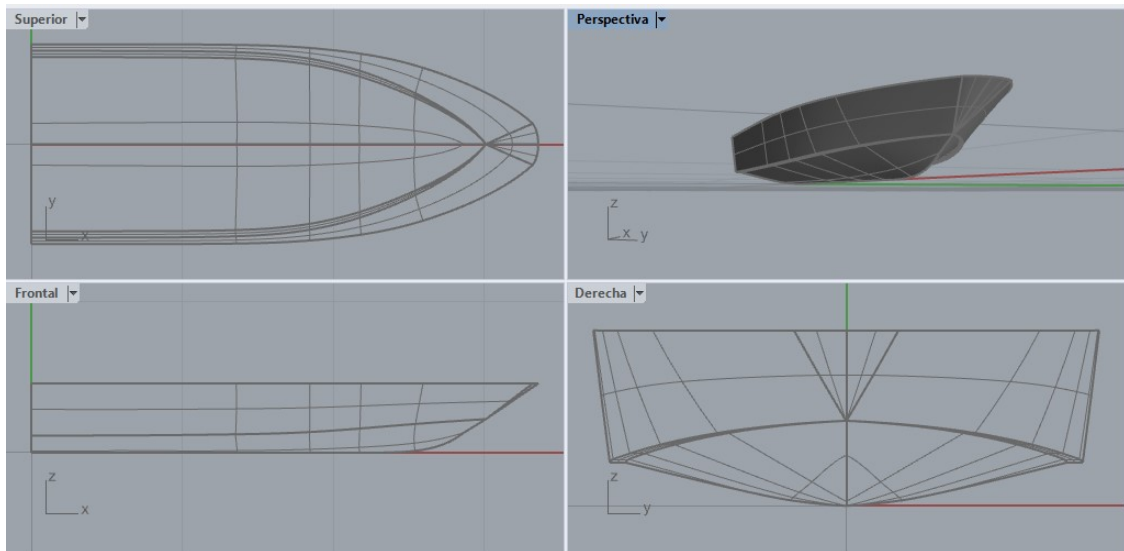 Superior
Perspectiva
y
x
z
x y
Frontal
Derecha
z
x
z
y